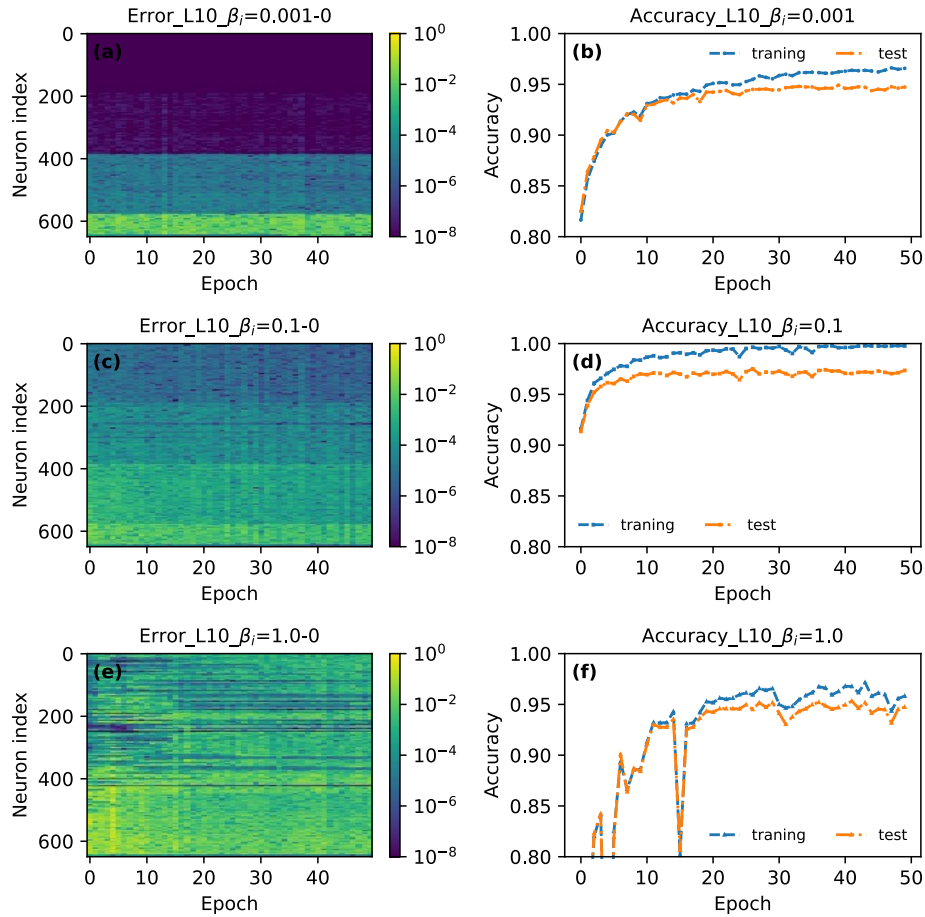 Error_L10_βᵢ=0.001-0
(a)
0
200
400
600
Neuron index
0 10 20 30 40
Epoch
10⁰
10⁻²
10⁻⁴
10⁻⁶
10⁻⁸
Accuracy_L10_βᵢ=0.001
(b)
traning test
1.00
0.95
0.90
0.85
0.80
Accuracy
0 10 20 30 40 50
Epoch
Error_L10_βᵢ=0.1-0
(c)
0
200
400
600
Neuron index
0 10 20 30 40
Epoch
10⁰
10⁻²
10⁻⁴
10⁻⁶
10⁻⁸
Accuracy_L10_βᵢ=0.1
(d)
1.00
0.95
0.90
0.85
0.80
Accuracy
traning test
0 10 20 30 40 50
Epoch
Error_L10_βᵢ=1.0-0
(e)
0
200
400
600
Neuron index
0 10 20 30 40
Epoch
10⁰
10⁻²
10⁻⁴
10⁻⁶
10⁻⁸
Accuracy_L10_βᵢ=1.0
(f)
1.00
0.95
0.90
0.85
0.80
Accuracy
traning test
0 10 20 30 40 50
Epoch